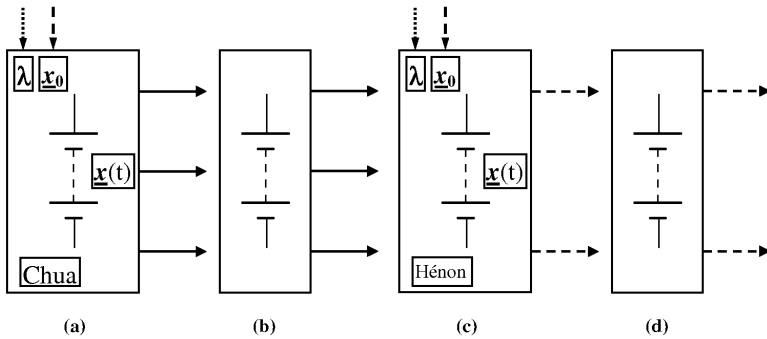 λ x₀
x(t)
Chua
λ x₀
x(t)
Hénon
(a) (b) (c) (d)